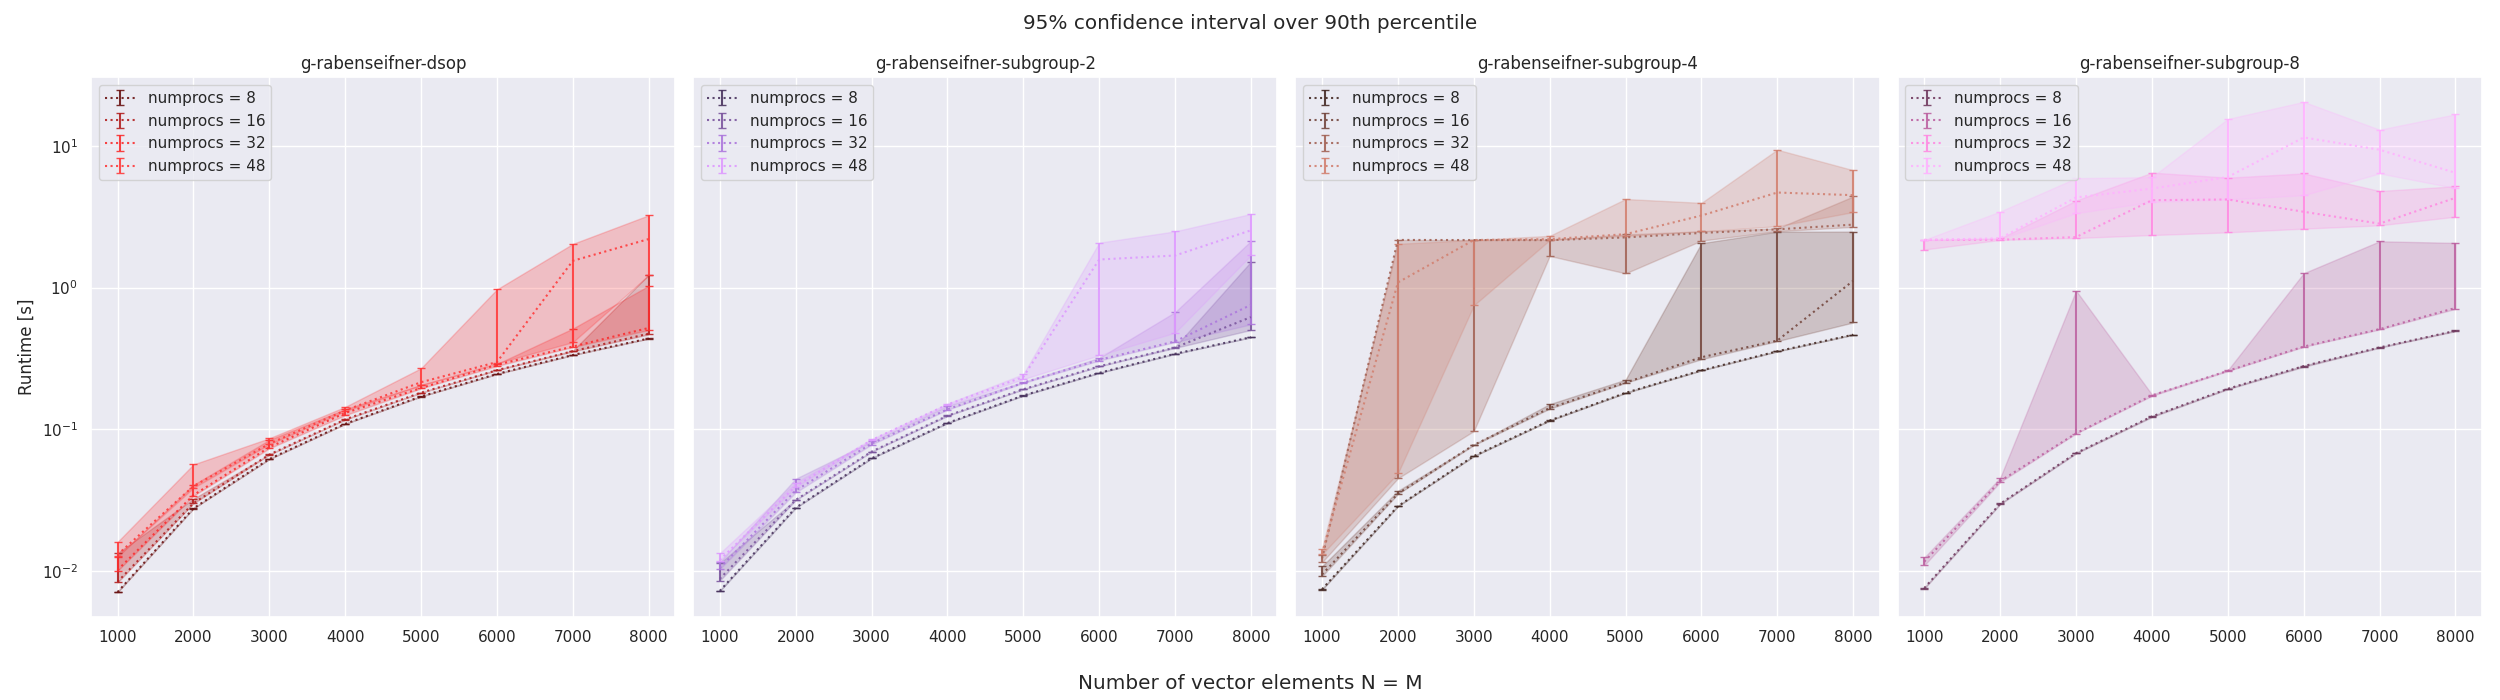 95% confidence interval over 90th percentile
g-rabenseifner-dsop
g-rabenseifner-subgroup-2
g-rabenseifner-subgroup-4
g-rabenseifner-subgroup-8
numprocs = 8
numprocs = 16
numprocs = 32
numprocs = 48
numprocs = 8
numprocs = 16
numprocs = 32
numprocs = 48
numprocs = 8
numprocs = 16
numprocs = 32
numprocs = 48
numprocs = 8
numprocs = 16
numprocs = 32
numprocs = 48
Runtime [s]
10¹
10⁰
10⁻¹
10⁻²
1000 2000 3000 4000 5000 6000 7000 8000
1000 2000 3000 4000 5000 6000 7000 8000
1000 2000 3000 4000 5000 6000 7000 8000
1000 2000 3000 4000 5000 6000 7000 8000
Number of vector elements N = M